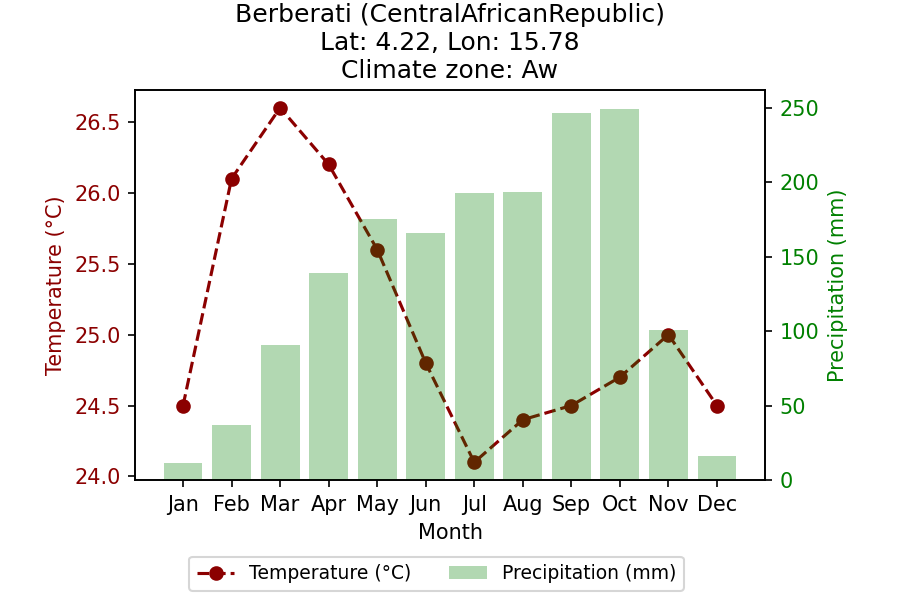 Berberati (CentralAfricanRepublic)
Lat: 4.22, Lon: 15.78
Climate zone: Aw
26.5
26.0
25.5
25.0
24.5
24.0
Temperature (°C)
250
200
150
100
50
0
Precipitation (mm)
Jan Feb Mar Apr May Jun Jul Aug Sep Oct Nov Dec
Month
Temperature (°C) Precipitation (mm)